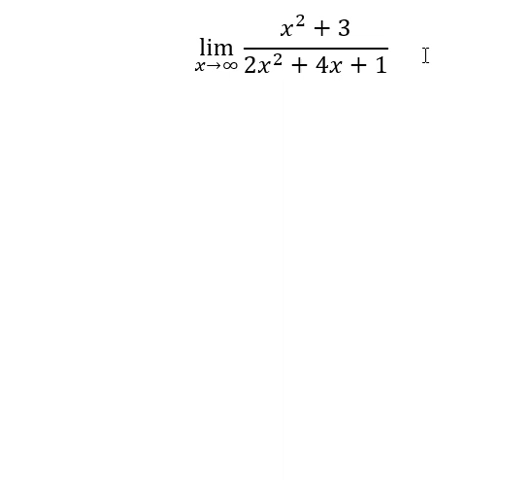 lim x→∞ (x² + 3)/(2x² + 4x + 1)